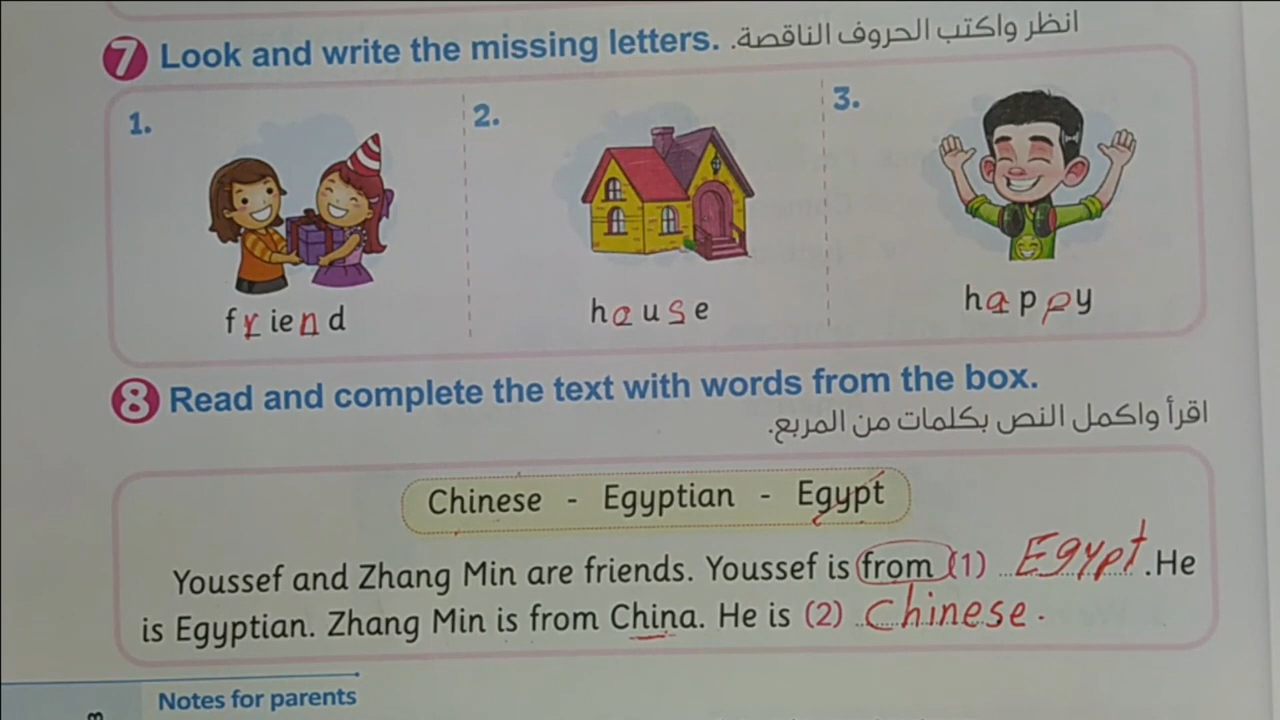 7 Look and write the missing letters. انظر واكتب الحروف الناقصة.
1. 2. 3.
friend house happy
8 Read and complete the text with words from the box.
اقرأ واكمل النص بكلمات من المربع.
Chinese - Egyptian - Egypt
Youssef and Zhang Min are friends. Youssef is from (1) Egypt. He
is Egyptian. Zhang Min is from China. He is (2) Chinese.
Notes for parents